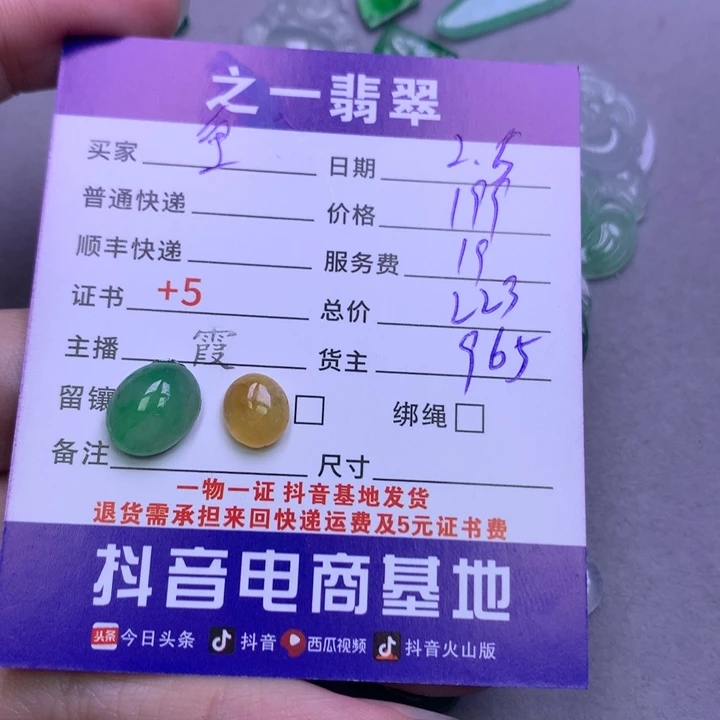 之一翡翠
买家 日期 2.5
普通快递 价格 199
顺丰快递 服务费 19
证书 +5 总价 223
主播 霞 货主 965
留镶 绑绳
备注 尺寸
一物一证 抖音基地发货
退货需承担来回快递运费及5元证书费
抖音电商基地
头条 今日头条 抖音 西瓜视频 抖音火山版